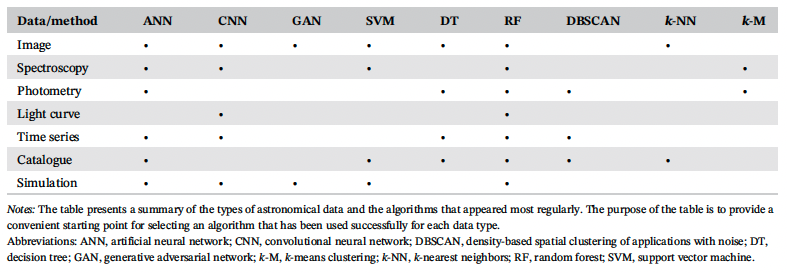 Data/method ANN CNN GAN SVM DT RF DBSCAN k-NN k-M
Image • • • • • • •
Spectroscopy • • • • •
Photometry • • • • •
Light curve • •
Time series • • • • •
Catalogue • • • • • •
Simulation • • • • •
Notes: The table presents a summary of the types of astronomical data and the algorithms that appeared most regularly. The purpose of the table is to provide a
convenient starting point for selecting an algorithm that has been used successfully for each data type.
Abbreviations: ANN, artificial neural network; CNN, convolutional neural network; DBSCAN, density-based spatial clustering of applications with noise; DT,
decision tree; GAN, generative adversarial network; k-M, k-means clustering; k-NN, k-nearest neighbors; RF, random forest; SVM, support vector machine.